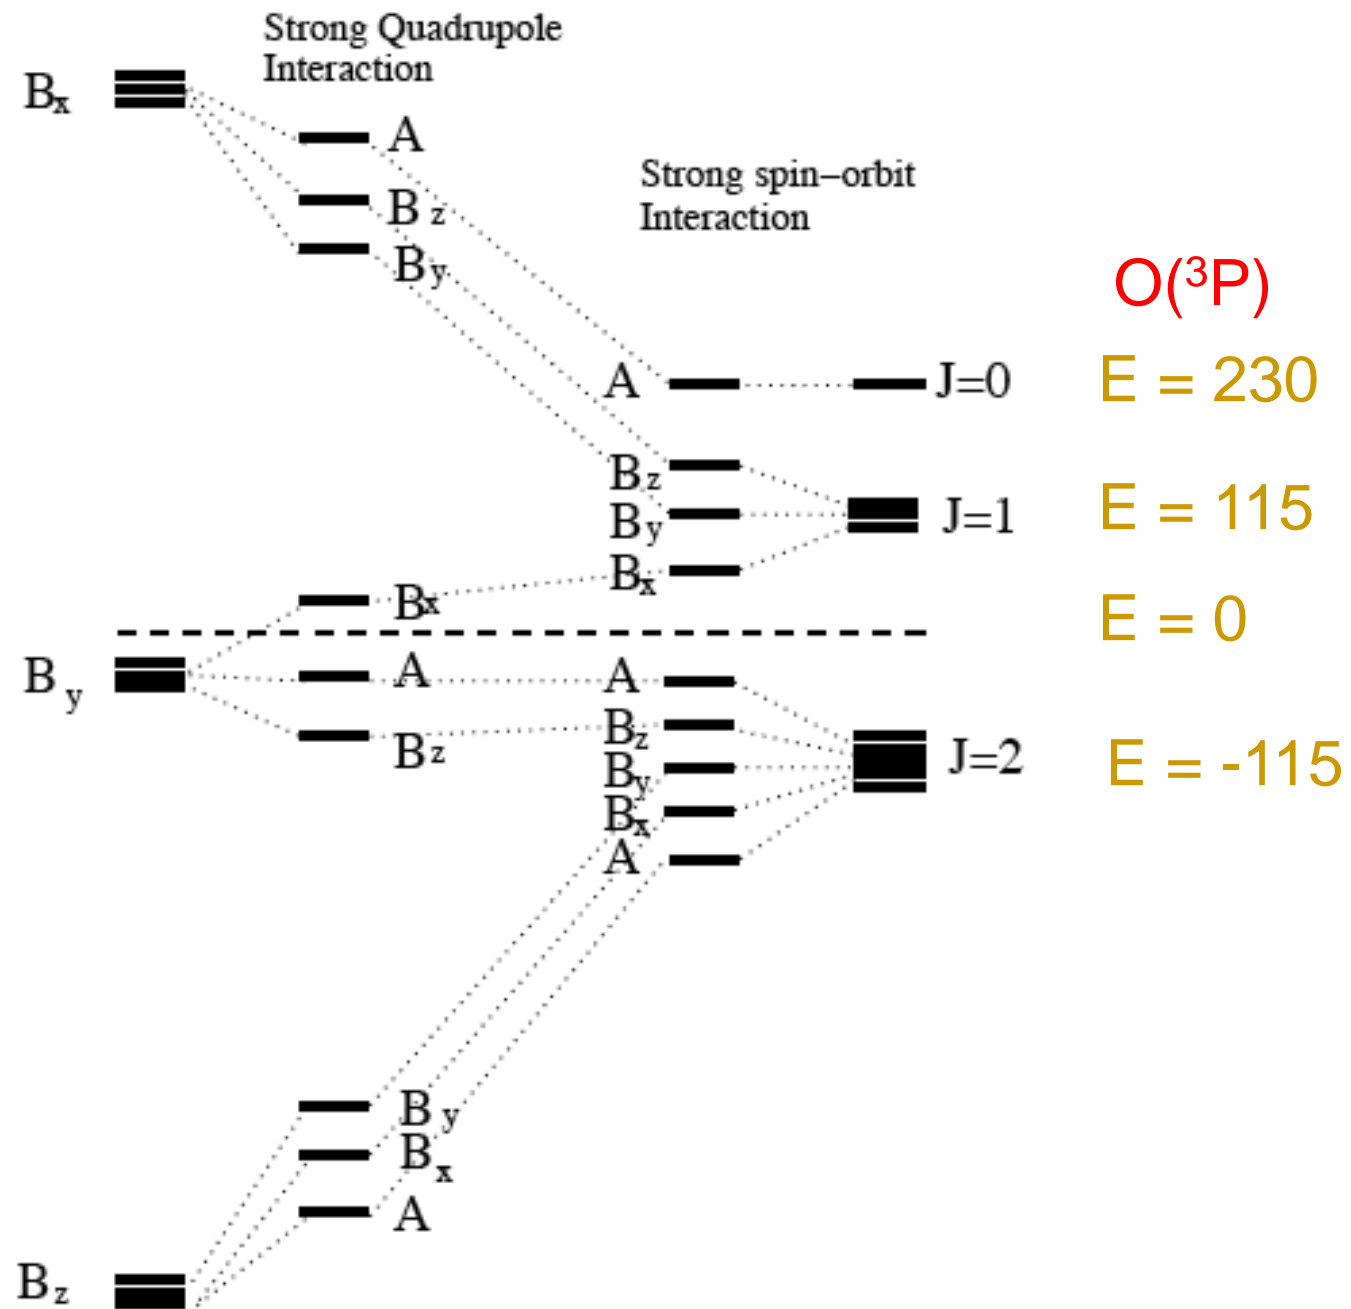 Strong Quadrupole
Interaction
Bx
A
Bz
By
Strong spin–orbit
Interaction
O(³P)
A
J=0
E = 230
Bz
By
J=1
E = 115
Bx
Bx
E = 0
By
A
A
Bz
Bz
J=2
E = -115
By
Bx
A
By
Bx
A
Bz